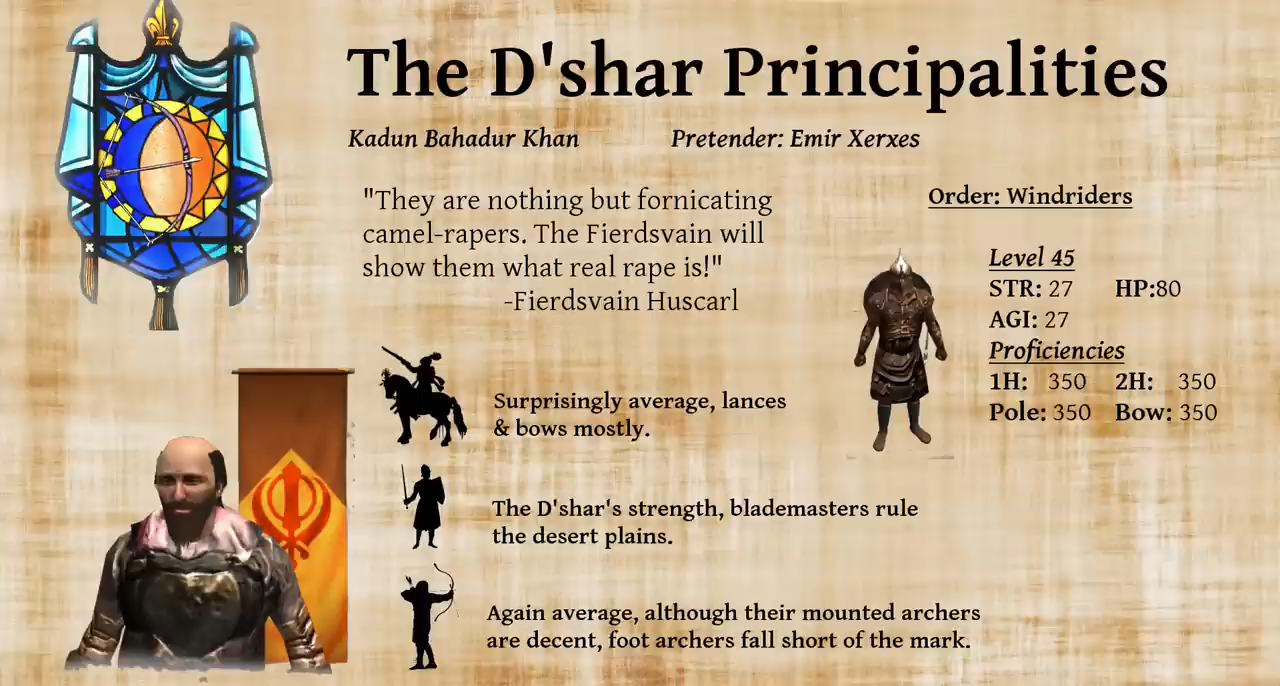 The D'shar Principalities
Kadun Bahadur Khan
Pretender: Emir Xerxes
"They are nothing but fornicating
camel-rapers. The Fierdsvain will
show them what real rape is!"
-Fierdsvain Huscarl
Order: Windriders
Level 45
STR: 27 HP:80
AGI: 27
Proficiencies
1H: 350 2H: 350
Pole: 350 Bow: 350
Surprisingly average, lances
& bows mostly.
The D'shar's strength, blademasters rule
the desert plains.
Again average, although their mounted archers
are decent, foot archers fall short of the mark.